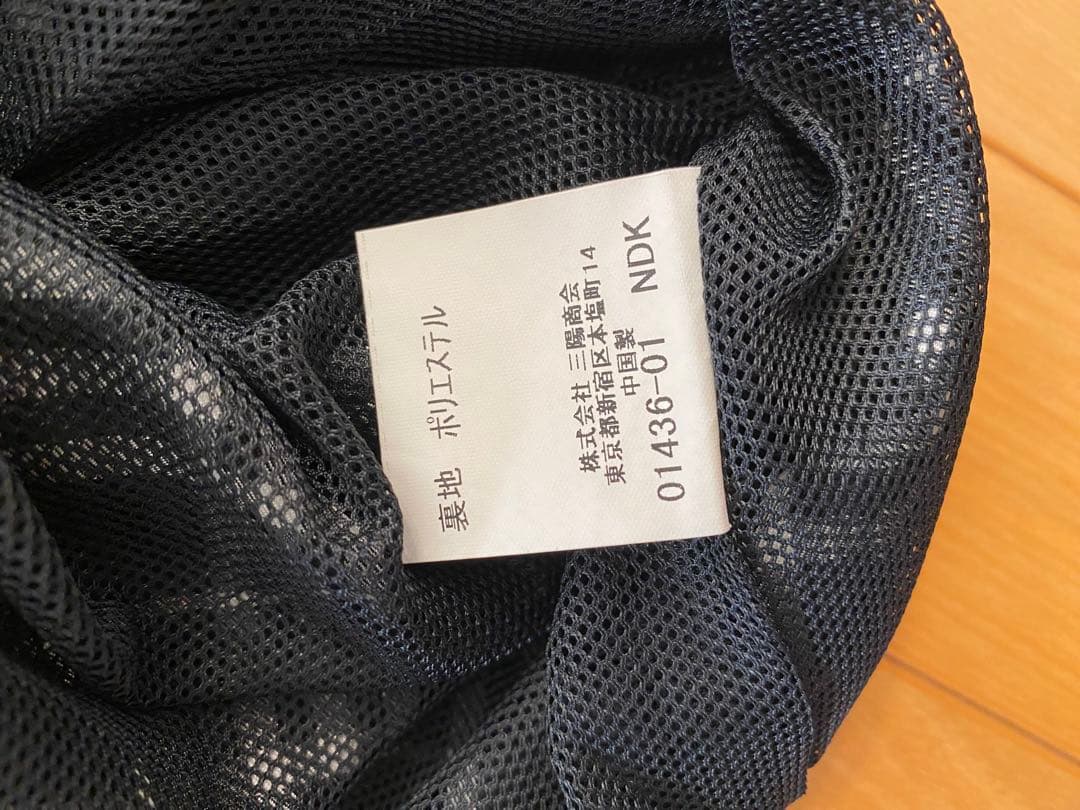 裏地 ポリエステル
株式会社 三陽商会
東京都新宿区本塩町14
中国製
01436-01 NDK